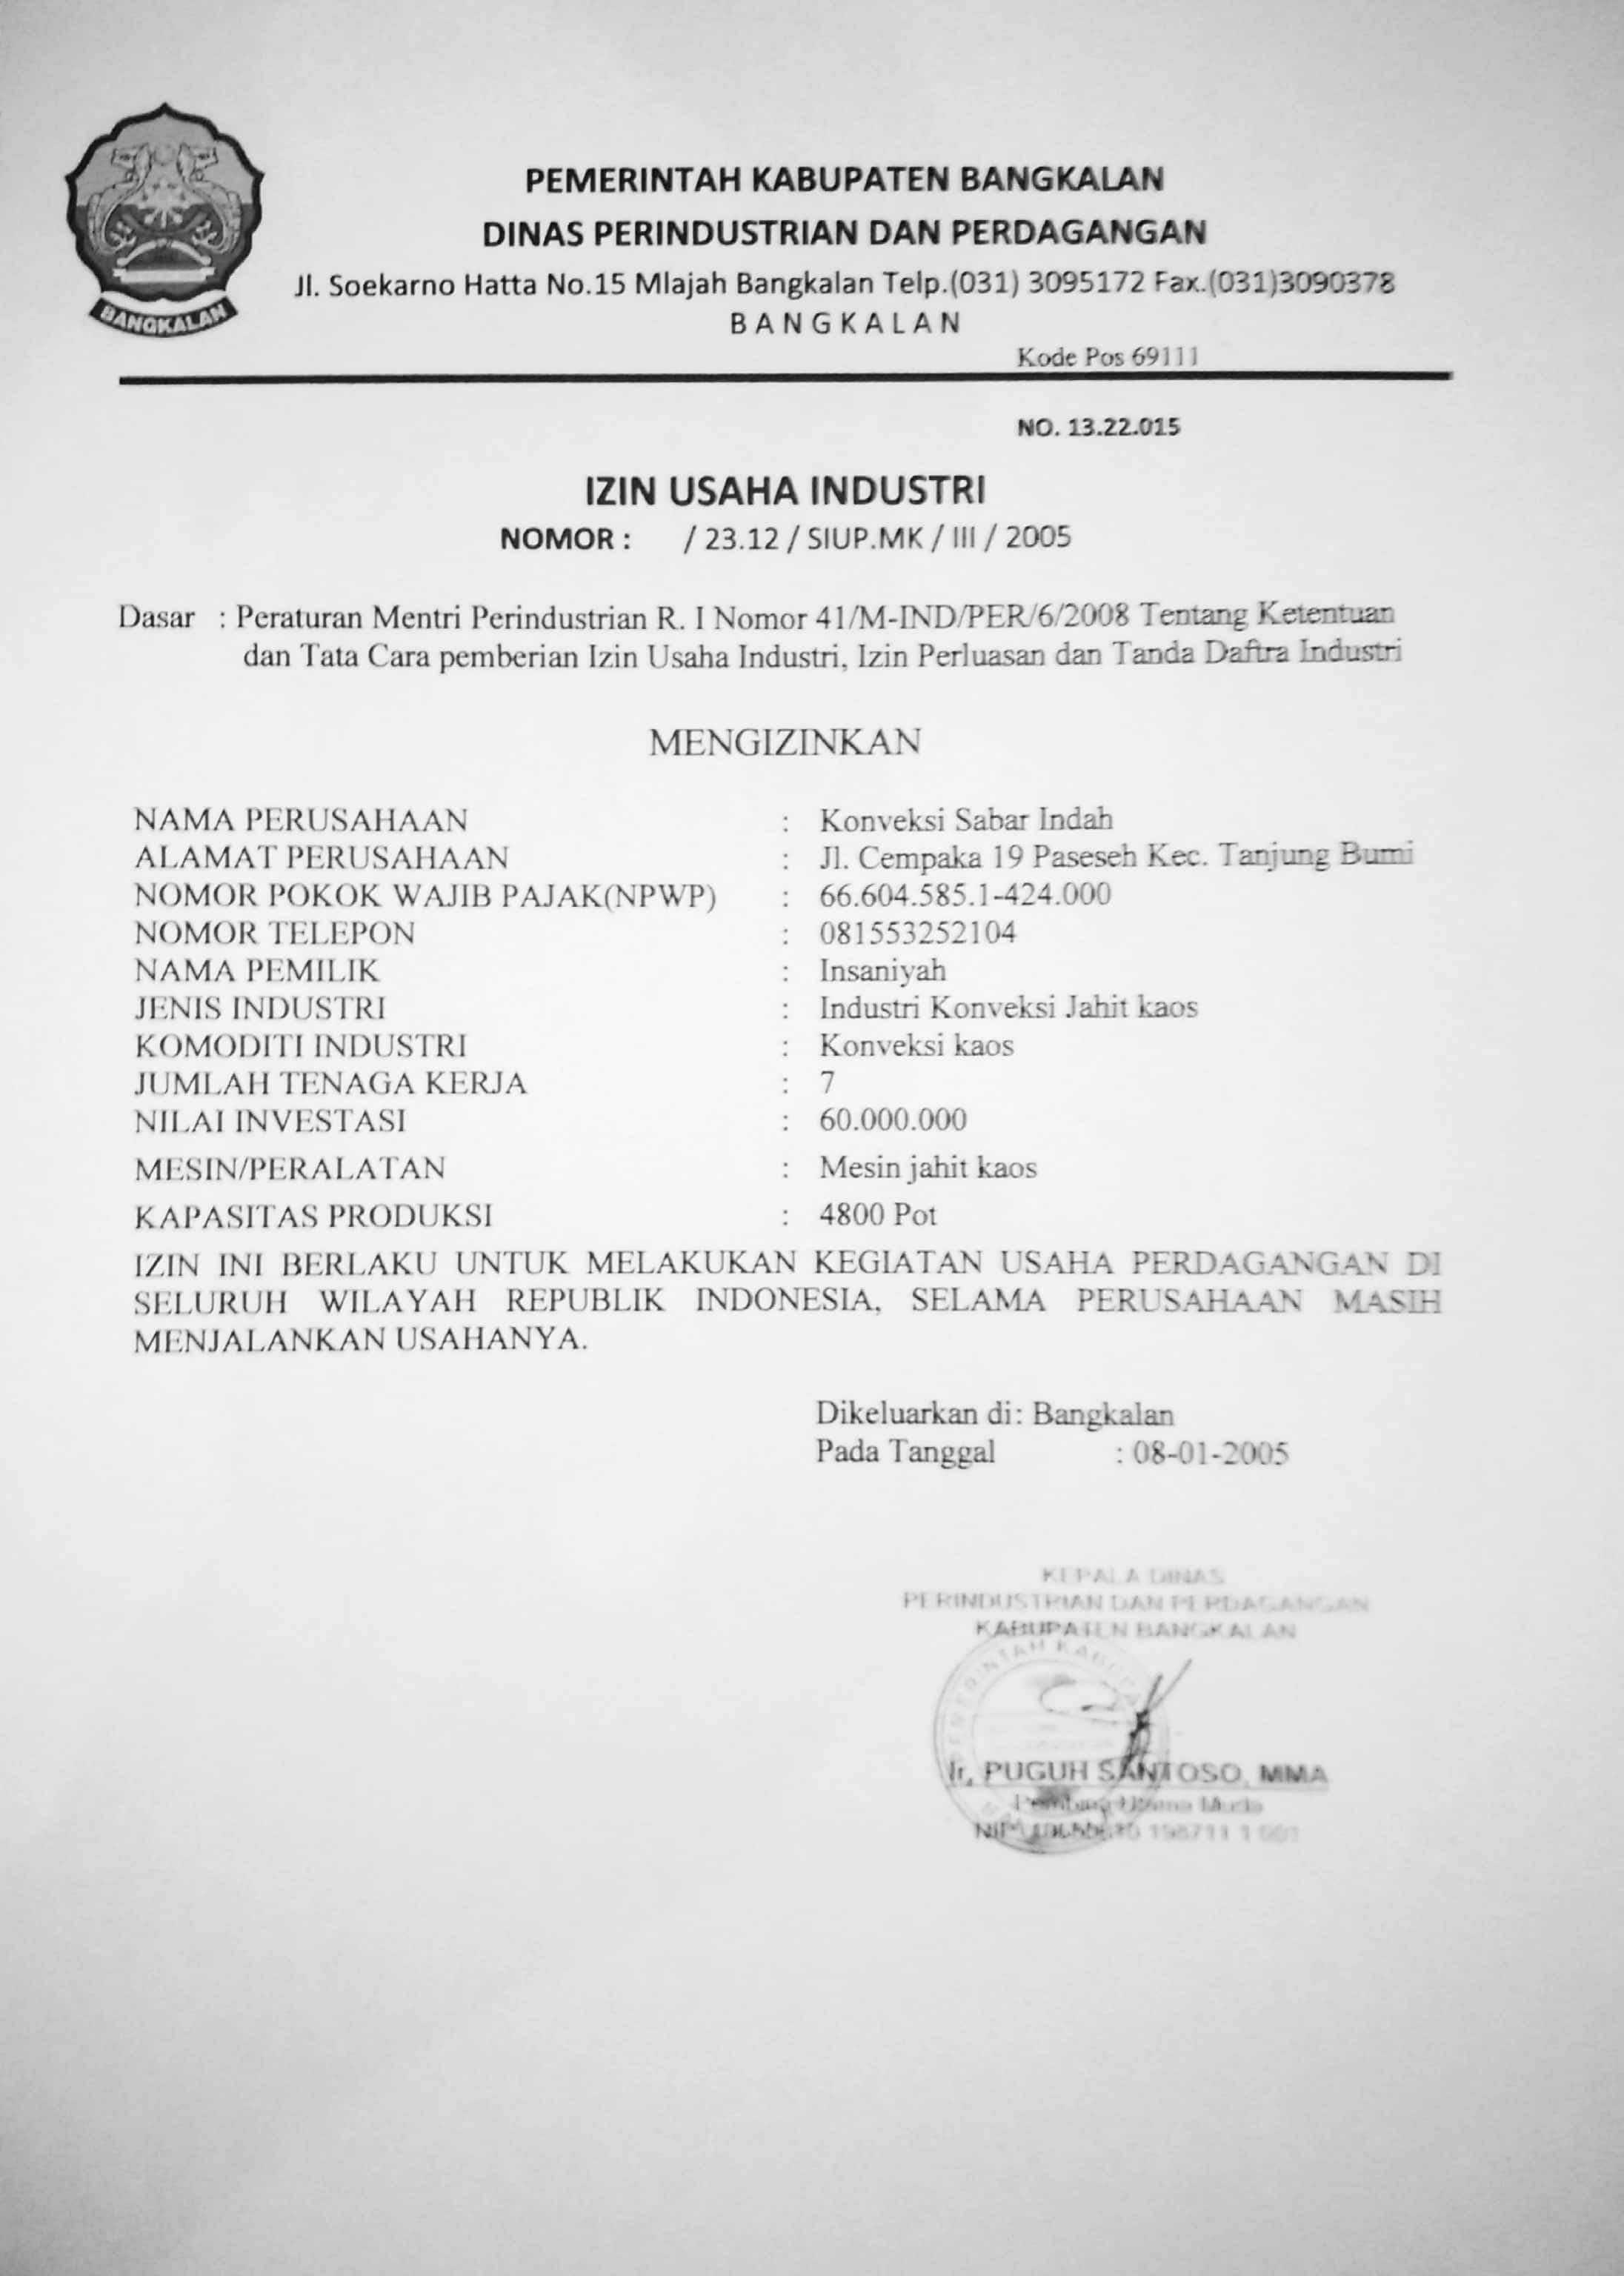 BANGKALAN
PEMERINTAH KABUPATEN BANGKALAN
DINAS PERINDUSTRIAN DAN PERDAGANGAN
Jl. Soekarno Hatta No.15 Mlajah Bangkalan Telp.(031) 3095172 Fax.(031)3090378
BANGKALAN
Kode Pos 69111
NO. 13.22.015
IZIN USAHA INDUSTRI
NOMOR : / 23.12 / SIUP.MK / III / 2005
Dasar : Peraturan Mentri Perindustrian R. I Nomor 41/M-IND/PER/6/2008 Tentang Ketentuan
dan Tata Cara pemberian Izin Usaha Industri, Izin Perluasan dan Tanda Daftra Industri
MENGIZINKAN
NAMA PERUSAHAAN : Konveksi Sabar Indah
ALAMAT PERUSAHAAN : Jl. Cempaka 19 Paseseh Kec. Tanjung Bumi
NOMOR POKOK WAJIB PAJAK(NPWP) : 66.604.585.1-424.000
NOMOR TELEPON : 081553252104
NAMA PEMILIK : Insaniyah
JENIS INDUSTRI : Industri Konveksi Jahit kaos
KOMODITI INDUSTRI : Konveksi kaos
JUMLAH TENAGA KERJA : 7
NILAI INVESTASI : 60.000.000
MESIN/PERALATAN : Mesin jahit kaos
KAPASITAS PRODUKSI : 4800 Pot
IZIN INI BERLAKU UNTUK MELAKUKAN KEGIATAN USAHA PERDAGANGAN DI
SELURUH WILAYAH REPUBLIK INDONESIA, SELAMA PERUSAHAAN MASIH
MENJALANKAN USAHANYA.
Dikeluarkan di: Bangkalan
Pada Tanggal : 08-01-2005
KEPALA DINAS
PERINDUSTRIAN DAN PERDAGANGAN
KABUPATEN BANGKALAN
Ir. PUGUH SANTOSO, MMA
Pembina Utama Muda
NIP